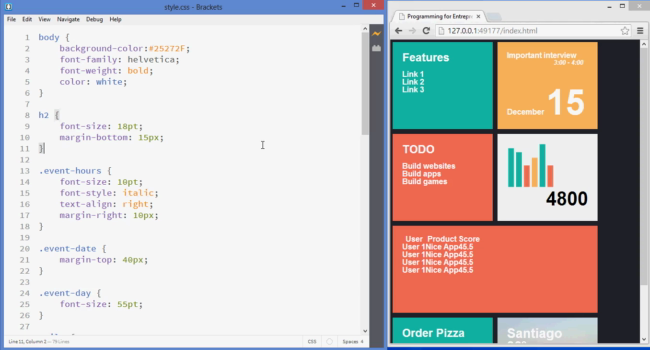 style.css - Brackets
File Edit View Navigate Debug Help
1 body {
2 background-color:#25272F;
3 font-family: helvetica;
4 font-weight: bold;
5 color: white;
6 }
7
8 h2 {
9 font-size: 18pt;
10 margin-bottom: 15px;
11 }
12
13 .event-hours {
14 font-size: 10pt;
15 font-style: italic;
16 text-align: right;
17 margin-right: 10px;
18 }
19
20 .event-date {
21 margin-top: 40px;
22 }
23
24 .event-day {
25 font-size: 55pt;
26 }
27
Line 11, Column 2 — 79 Lines
CSS
Spaces: 4
Programming for Entrepre
127.0.0.1:49177/index.html
Features
Link 1
Link 2
Link 3
Important interview
3:00 - 4:00
December 15
TODO
Build websites
Build apps
Build games
4800
User Product Score
User 1Nice App45.5
User 1Nice App45.5
User 1Nice App45.5
User 1Nice App45.5
Order Pizza
Santiago